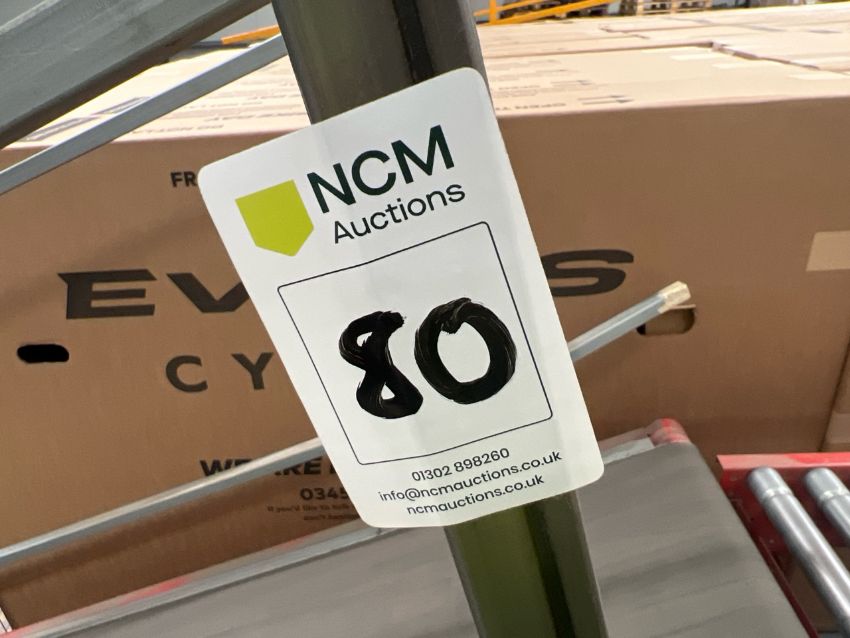 NCM
Auctions
80
01302 898260
info@ncmauctions.co.uk
ncmauctions.co.uk
FR
EV S
CY
WE'RE
0345